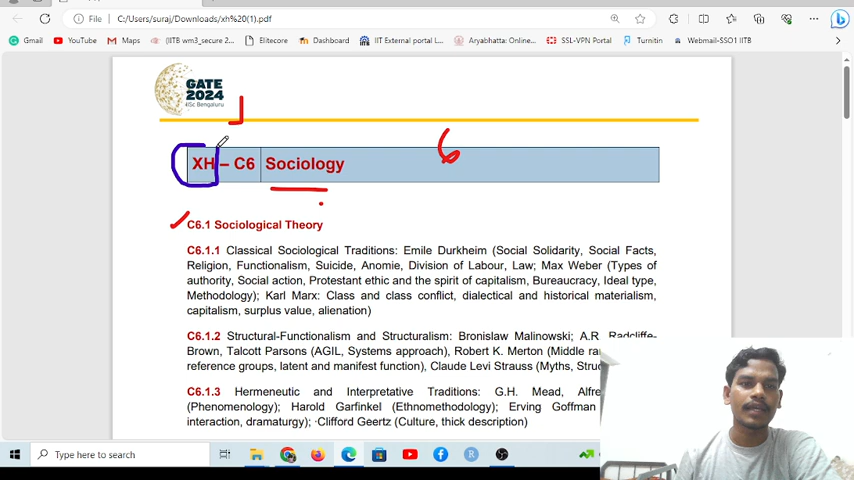 File | C:/Users/suraj/Downloads/xh%20(1).pdf
Gmail YouTube Maps (IITB wm3_secure 2... Elitecore Dashboard IIT External portal L... Aryabhatta: Online... SSL-VPN Portal Turnitin Webmail-SSO1 IITB
GATE
2024
IISc Bengaluru
6
XH – C6 Sociology
C6.1 Sociological Theory
C6.1.1 Classical Sociological Traditions: Emile Durkheim (Social Solidarity, Social Facts,
Religion, Functionalism, Suicide, Anomie, Division of Labour, Law; Max Weber (Types of
authority, Social action, Protestant ethic and the spirit of capitalism, Bureaucracy, Ideal type,
Methodology); Karl Marx: Class and class conflict, dialectical and historical materialism,
capitalism, surplus value, alienation)
C6.1.2 Structural-Functionalism and Structuralism: Bronislaw Malinowski; A.R. Radcliffe-
Brown, Talcott Parsons (AGIL, Systems approach), Robert K. Merton (Middle
reference groups, latent and manifest function), Claude Levi Strauss (Myths,
C6.1.3 Hermeneutic and Interpretative Traditions: G.H. Mead,
(Phenomenology); Harold Garfinkel (Ethnomethodology); Erving Goffman
interaction, dramaturgy); ·Clifford Geertz (Culture, thick description)
Type here to search